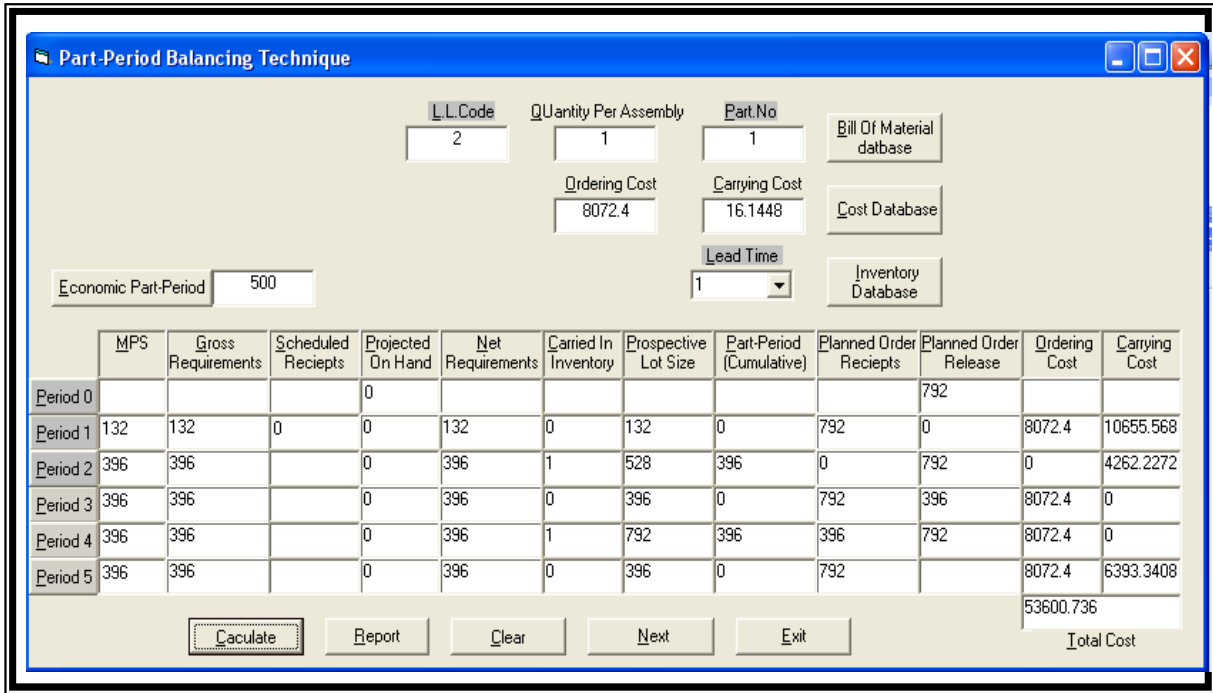 Part-Period Balancing Technique
L.L.Code QUantity Per Assembly Part.No
2 1 1 Bill Of Material datbase
Ordering Cost Carrying Cost
8072.4 16.1448 Cost Database
Lead Time
Economic Part-Period 500 1 Inventory Database
MPS Gross Requirements Scheduled Reciepts Projected On Hand Net Requirements Carried In Inventory Prospective Lot Size Part-Period (Cumulative) Planned Order Reciepts Planned Order Release Ordering Cost Carrying Cost
Period 0 0 792
Period 1 132 132 0 0 132 0 132 0 792 0 8072.4 10655.568
Period 2 396 396 0 396 1 528 396 0 792 0 4262.2272
Period 3 396 396 0 396 0 396 0 792 396 8072.4 0
Period 4 396 396 0 396 1 792 396 396 792 8072.4 0
Period 5 396 396 0 396 0 396 0 792 8072.4 6393.3408
53600.736
Caculate Report Clear Next Exit Total Cost